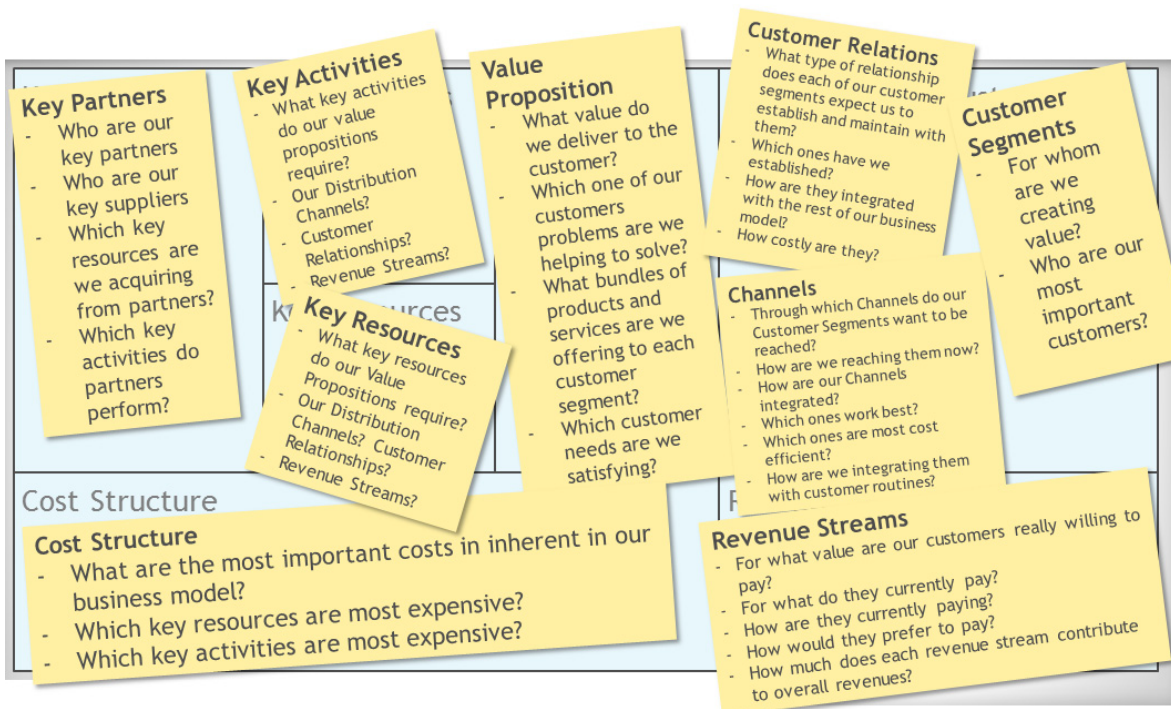 Key Partners
- Who are our
key partners
- Who are our
key suppliers
- Which key
resources are
we acquiring
from partners?
- Which key
activities do
partners
perform?
Key Activities
- What key activities
do our value
propositions
require?
- Our Distribution
Channels?
- Customer
Relationships?
- Revenue Streams?
Key Resources
- What key resources
do our Value
Propositions require?
- Our Distribution
Channels? Customer
Relationships?
- Revenue Streams?
Value
Proposition
- What value do
we deliver to the
customer?
- Which one of our
customers
problems are we
helping to solve?
- What bundles of
products and
services are we
offering to each
customer
segment?
- Which customer
needs are we
satisfying?
Customer Relations
- What type of relationship
does each of our customer
segments expect us to
establish and maintain with
them?
- Which ones have we
established?
- How are they integrated
with the rest of our business
model?
- How costly are they?
Channels
- Through which Channels do our
Customer Segments want to be
reached?
- How are we reaching them now?
- How are our Channels
integrated?
- Which ones work best?
- Which ones are most cost
efficient?
- How are we integrating them
with customer routines?
Customer
Segments
- For whom
are we
creating
value?
- Who are our
most
important
customers?
Cost Structure
Cost Structure
- What are the most important costs in inherent in our
business model?
- Which key resources are most expensive?
- Which key activities are most expensive?
Revenue Streams
- For what value are our customers really willing to
pay?
- For what do they currently pay?
- How are they currently paying?
- How would they prefer to pay?
- How much does each revenue stream contribute
to overall revenues?